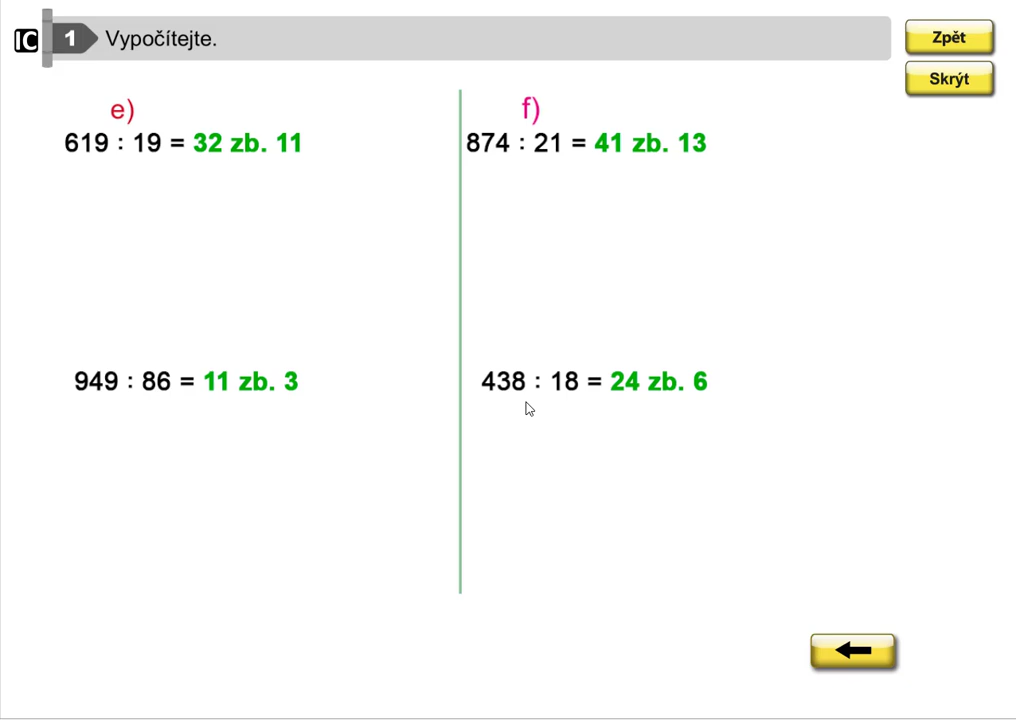 IC 1 Vypočítejte.
Zpět
Skrýt
e)
619 : 19 = 32 zb. 11
949 : 86 = 11 zb. 3
f)
874 : 21 = 41 zb. 13
438 : 18 = 24 zb. 6